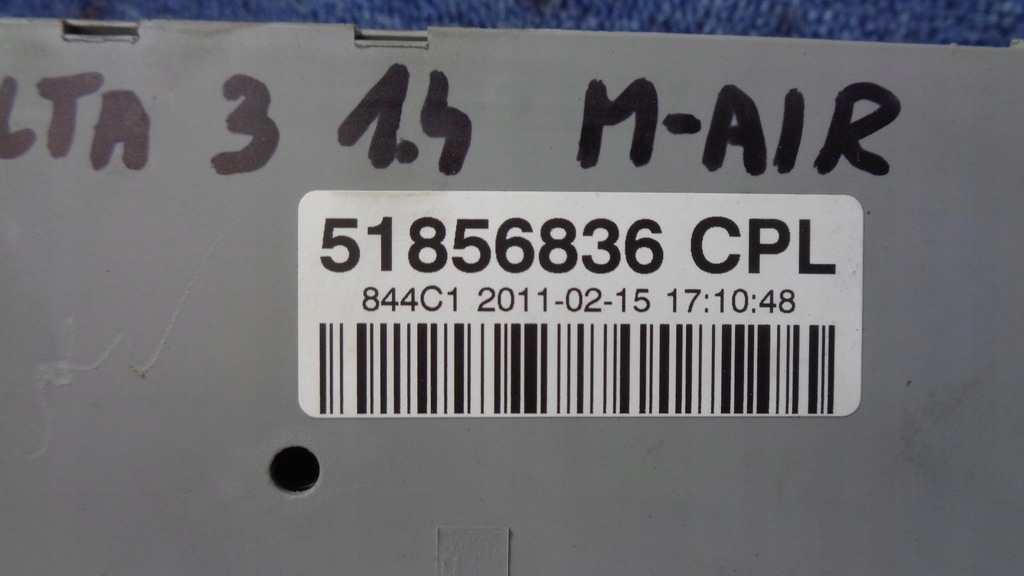 LTA 3 1.4 M-AIR
51856836 CPL
844C1 2011-02-15 17:10:48